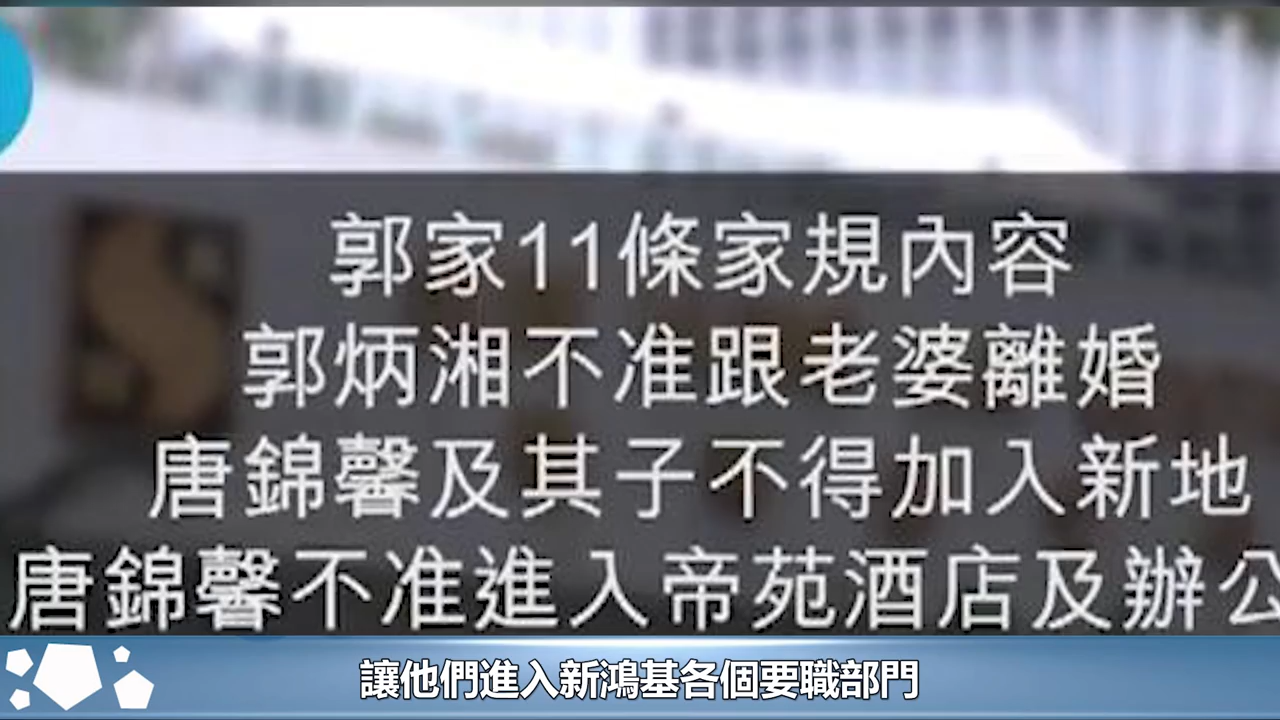 郭家11條家規內容
郭炳湘不准跟老婆離婚
唐錦馨及其子不得加入新地
唐錦馨不准進入帝苑酒店及辦公
讓他們進入新鴻基各個要職部門